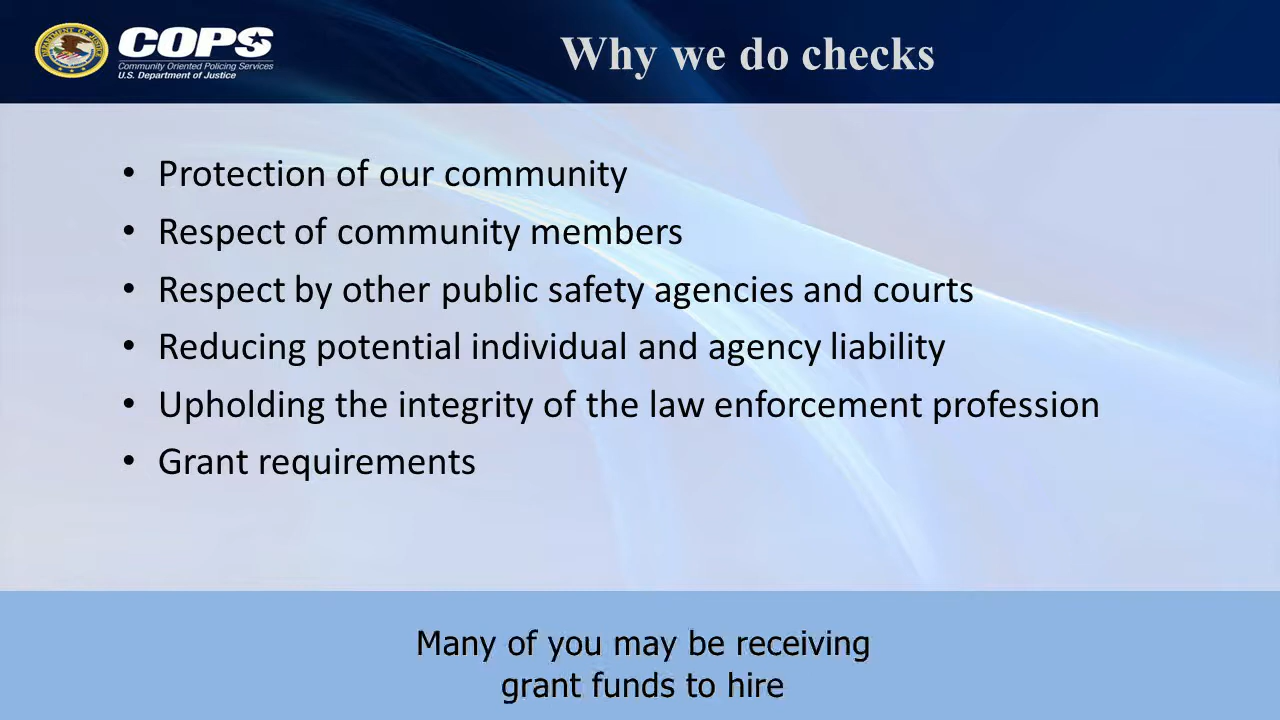 COPS
Community Oriented Policing Services
U.S. Department of Justice
Why we do checks
• Protection of our community
• Respect of community members
• Respect by other public safety agencies and courts
• Reducing potential individual and agency liability
• Upholding the integrity of the law enforcement profession
• Grant requirements
Many of you may be receiving
grant funds to hire